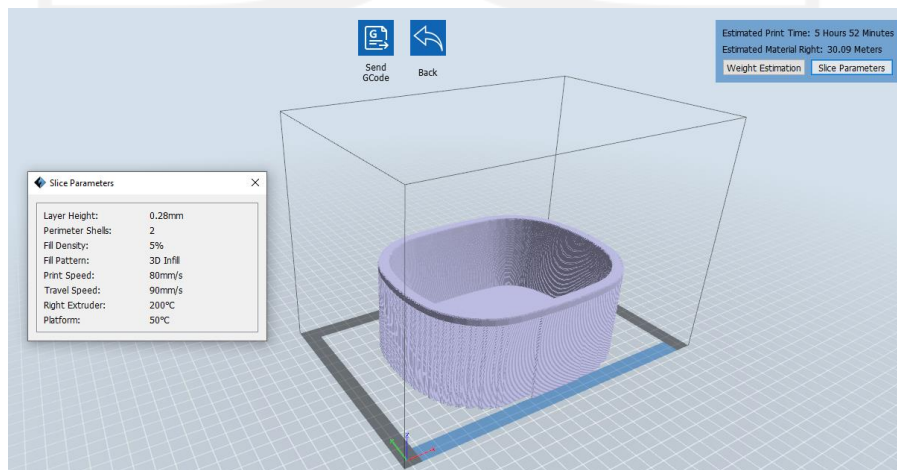 Send
GCode
Back
Estimated Print Time: 5 Hours 52 Minutes
Estimated Material Right: 30.09 Meters
Weight Estimation
Slice Parameters
Slice Parameters
Layer Height: 0.28mm
Perimeter Shells: 2
Fill Density: 5%
Fill Pattern: 3D Infill
Print Speed: 80mm/s
Travel Speed: 90mm/s
Right Extruder: 200°C
Platform: 50°C